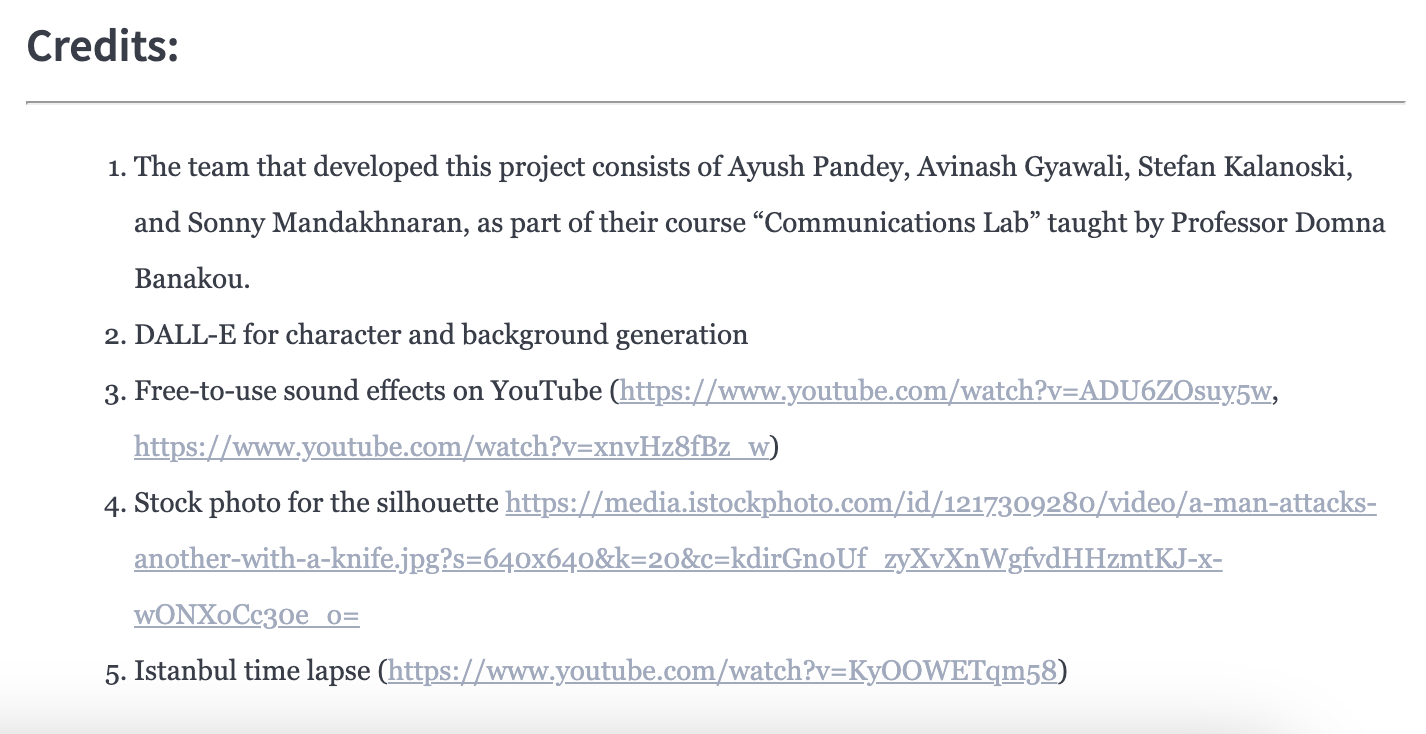 Credits:
1. The team that developed this project consists of Ayush Pandey, Avinash Gyawali, Stefan Kalanoski,
and Sonny Mandakhnaran, as part of their course “Communications Lab” taught by Professor Domna
Banakou.
2. DALL-E for character and background generation
3. Free-to-use sound effects on YouTube (https://www.youtube.com/watch?v=ADU6ZOsuy5w,
https://www.youtube.com/watch?v=xnvHz8fBz_w)
4. Stock photo for the silhouette https://media.istockphoto.com/id/1217309280/video/a-man-attacks-
another-with-a-knife.jpg?s=640x640&k=20&c=kdirGn0Uf_zyXvXnWgfvdHHzmtKJ-x-
wONXoCc30e_0=
5. Istanbul time lapse (https://www.youtube.com/watch?v=KyOOWETqm58)